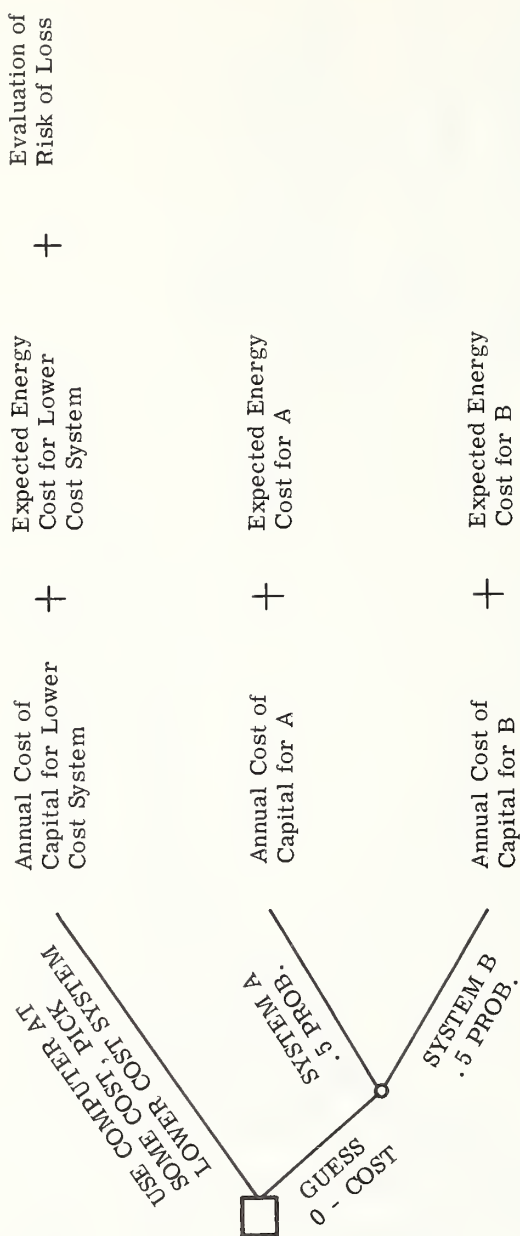 USE COMPUTER AT
SOME COST, PICK
LOWER COST SYSTEM
Annual Cost of
Capital for Lower
Cost System
+
Expected Energy
Cost for Lower
Cost System
+
Evaluation of
Risk of Loss
GUESS
0 - COST
SYSTEM A
.5 PROB.
Annual Cost of
Capital for A
+
Expected Energy
Cost for A
SYSTEM B
.5 PROB.
Annual Cost of
Capital for B
+
Expected Energy
Cost for B